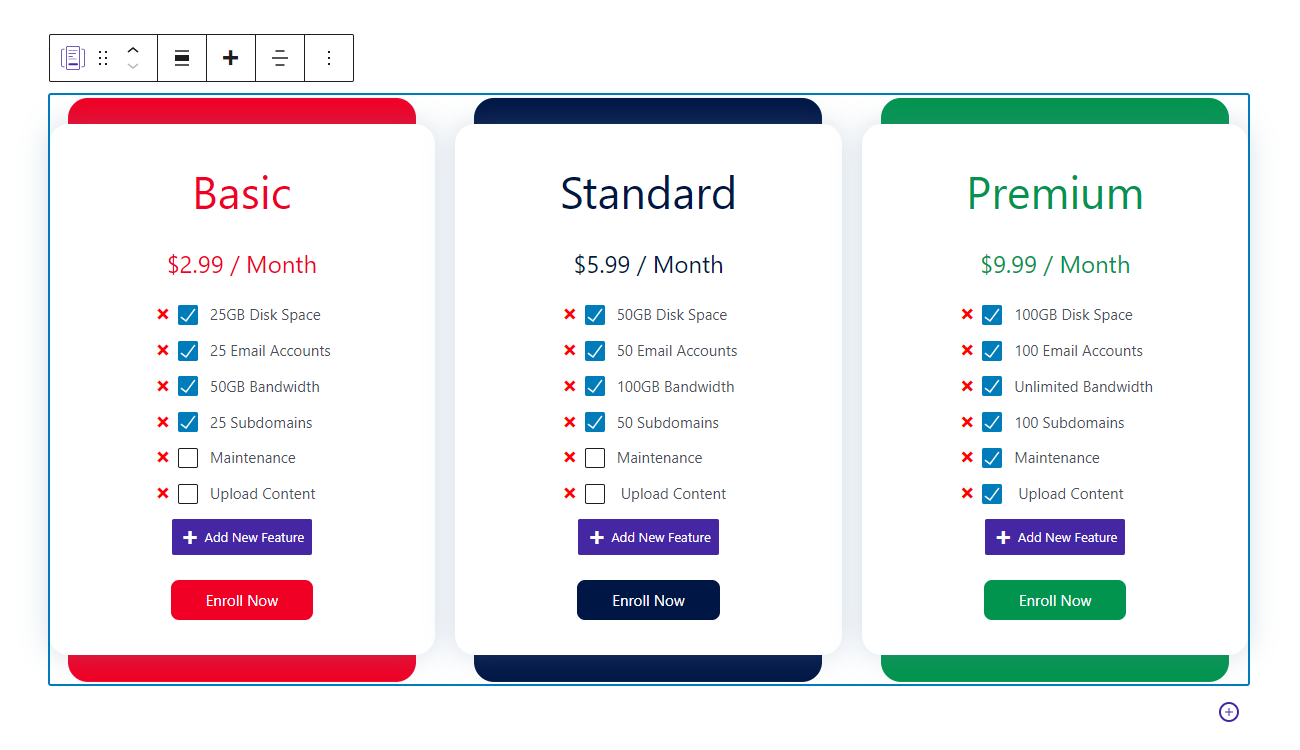 Basic
$2.99 / Month
25GB Disk Space
25 Email Accounts
50GB Bandwidth
25 Subdomains
Maintenance
Upload Content
Add New Feature
Enroll Now
Standard
$5.99 / Month
50GB Disk Space
50 Email Accounts
100GB Bandwidth
50 Subdomains
Maintenance
Upload Content
Add New Feature
Enroll Now
Premium
$9.99 / Month
100GB Disk Space
100 Email Accounts
Unlimited Bandwidth
100 Subdomains
Maintenance
Upload Content
Add New Feature
Enroll Now